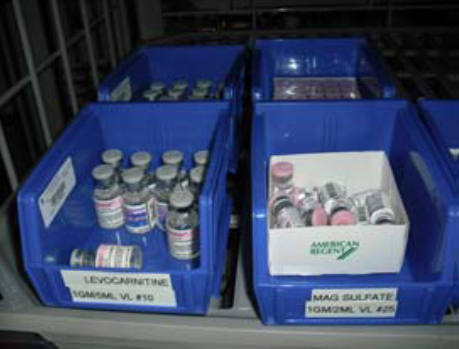 LEVOCARNITINE
1GM/5ML VL #10
AMERICAN
REGENT
MAG SULFATE
1GM/2ML VL #25